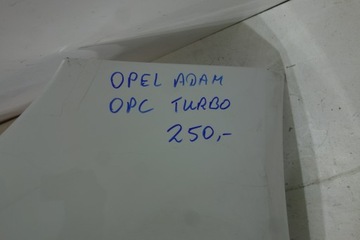 OPEL ADAM
OPC TURBO
250,-